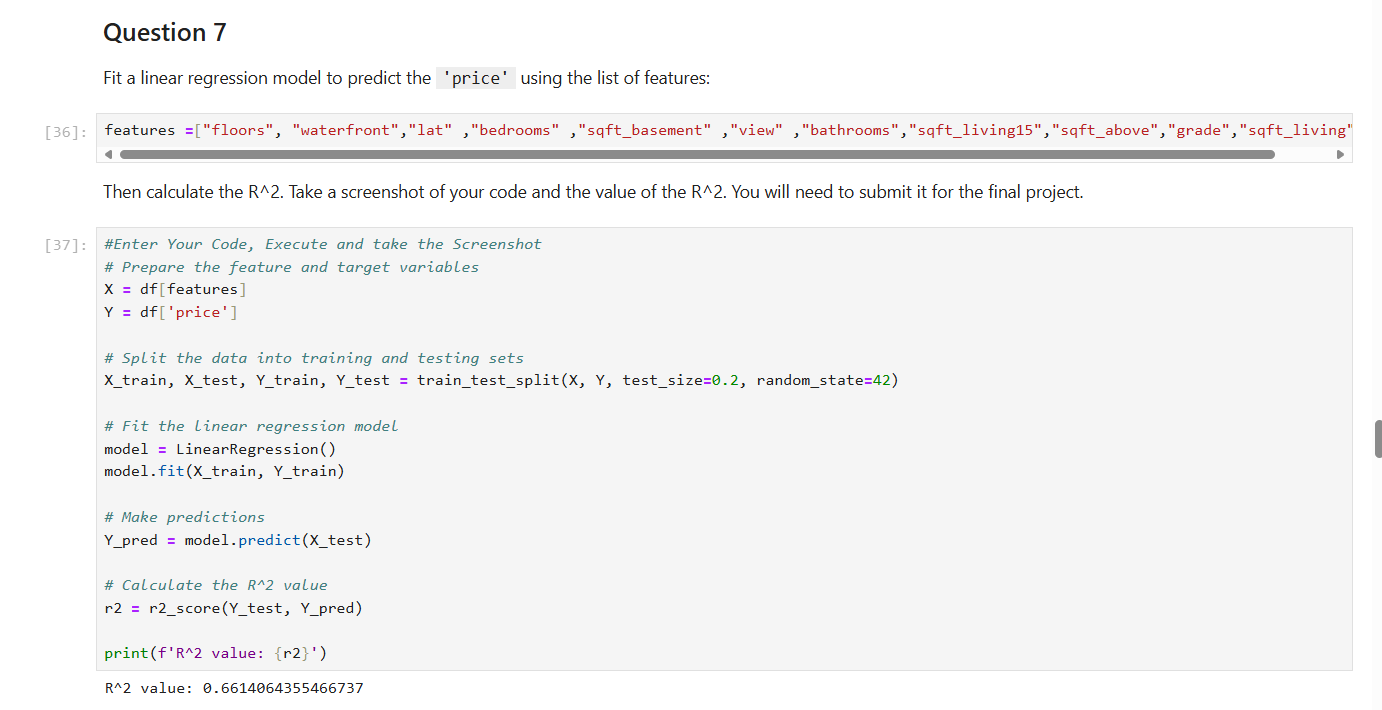 Question 7
Fit a linear regression model to predict the 'price' using the list of features:
[36]: features =["floors", "waterfront","lat" ,"bedrooms" ,"sqft_basement" ,"view" ,"bathrooms","sqft_living15","sqft_above","grade","sqft_living"
Then calculate the R^2. Take a screenshot of your code and the value of the R^2. You will need to submit it for the final project.
[37]: #Enter Your Code, Execute and take the Screenshot
# Prepare the feature and target variables
X = df[features]
Y = df['price']
# Split the data into training and testing sets
X_train, X_test, Y_train, Y_test = train_test_split(X, Y, test_size=0.2, random_state=42)
# Fit the linear regression model
model = LinearRegression()
model.fit(X_train, Y_train)
# Make predictions
Y_pred = model.predict(X_test)
# Calculate the R^2 value
r2 = r2_score(Y_test, Y_pred)
print(f'R^2 value: {r2}')
R^2 value: 0.6614064355466737